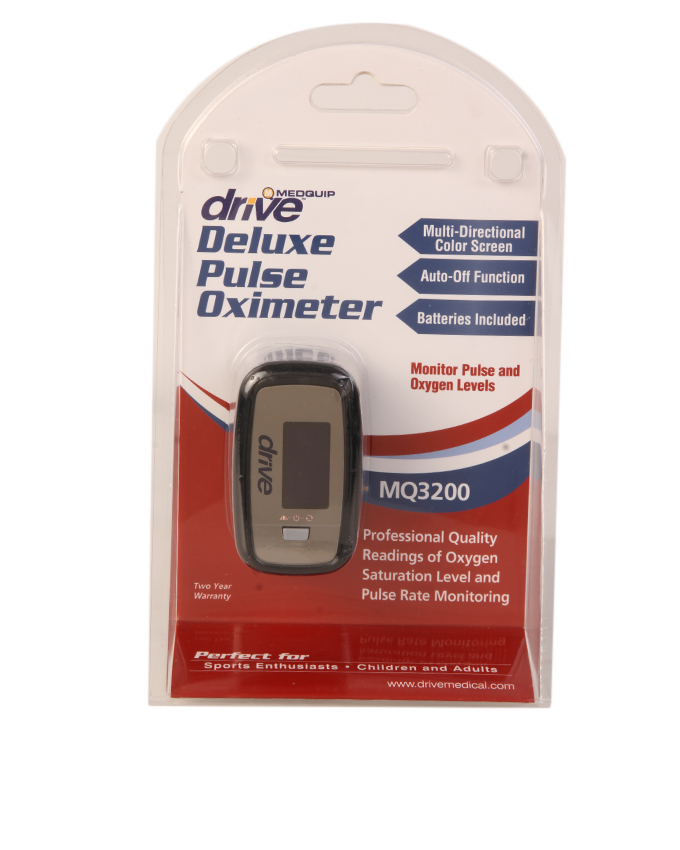 MEDQUIP
drive
Deluxe
Pulse
Oximeter
Multi-Directional
Color Screen
Auto-Off Function
Batteries Included
Monitor Pulse and
Oxygen Levels
drive
MQ3200
Professional Quality
Readings of Oxygen
Saturation Level and
Pulse Rate Monitoring
Two Year
Warranty
Perfect for
Sports Enthusiasts • Children and Adults
www.drivemedical.com